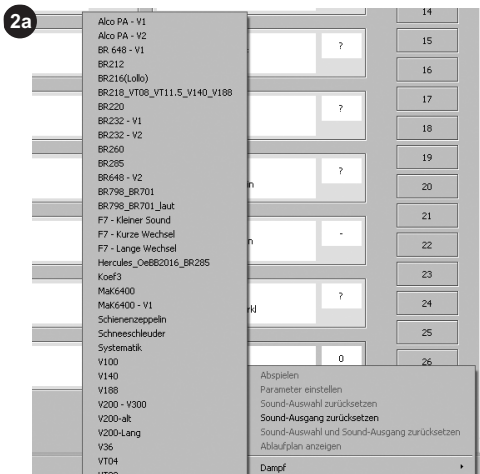 2a
Alco PA - V1
Alco PA - V2
BR 648 - V1
BR212
BR216(Lollo)
BR218_VT08_VT11.5_V140_V188
BR220
BR232 - V1
BR232 - V2
BR260
BR285
BR648 - V2
BR798_BR701
BR798_BR701_laut
F7 - Kleiner Sound
F7 - Kurze Wechsel
F7 - Lange Wechsel
Hercules_OeBB2016_BR285
Koef3
MaK6400
MaK6400 - V1
Schienenzeppelin
Schneeschleuder
Systematik
V100
V140
V188
V200 - V300
V200-alt
V200-Lang
V36
VT04
?
?
?
-
?
0
14
15
16
17
18
19
20
21
22
23
24
25
26
Abspielen
Parameter einstellen
Sound-Auswahl zurücksetzen
Sound-Ausgang zurücksetzen
Sound-Auswahl und Sound-Ausgang zurücksetzen
Ablaufplan anzeigen
Dampf